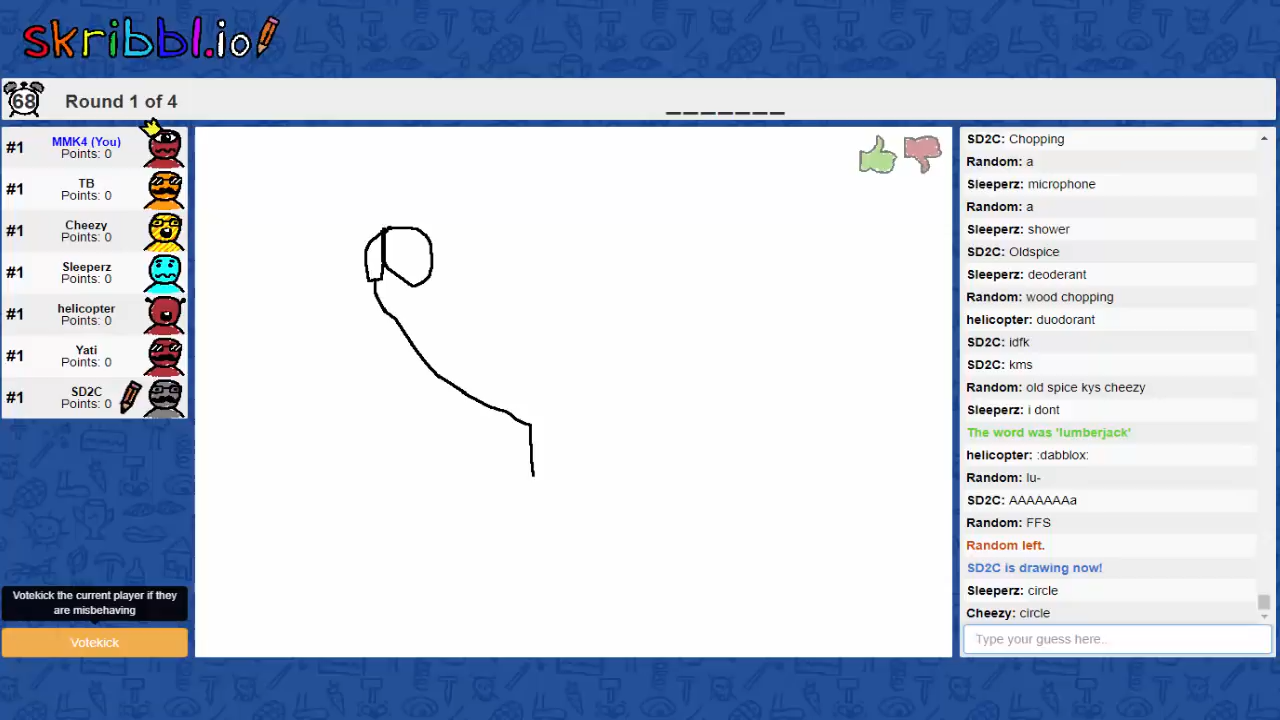 skribbl.io
68
Round 1 of 4
_______
#1
MMK4 (You)
Points: 0
#1
TB
Points: 0
#1
Cheezy
Points: 0
#1
Sleeperz
Points: 0
#1
helicopter
Points: 0
#1
Yati
Points: 0
#1
SD2C
Points: 0
Votekick the current player if they
are misbehaving
Votekick
SD2C: Chopping
Random: a
Sleeperz: microphone
Random: a
Sleeperz: shower
SD2C: Oldspice
Sleeperz: deoderant
Random: wood chopping
helicopter: duodorant
SD2C: idfk
SD2C: kms
Random: old spice kys cheezy
Sleeperz: i dont
The word was 'lumberjack'
helicopter: :dabblox:
Random: lu-
SD2C: AAAAAAAa
Random: FFS
Random left.
SD2C is drawing now!
Sleeperz: circle
Cheezy: circle
Type your guess here..